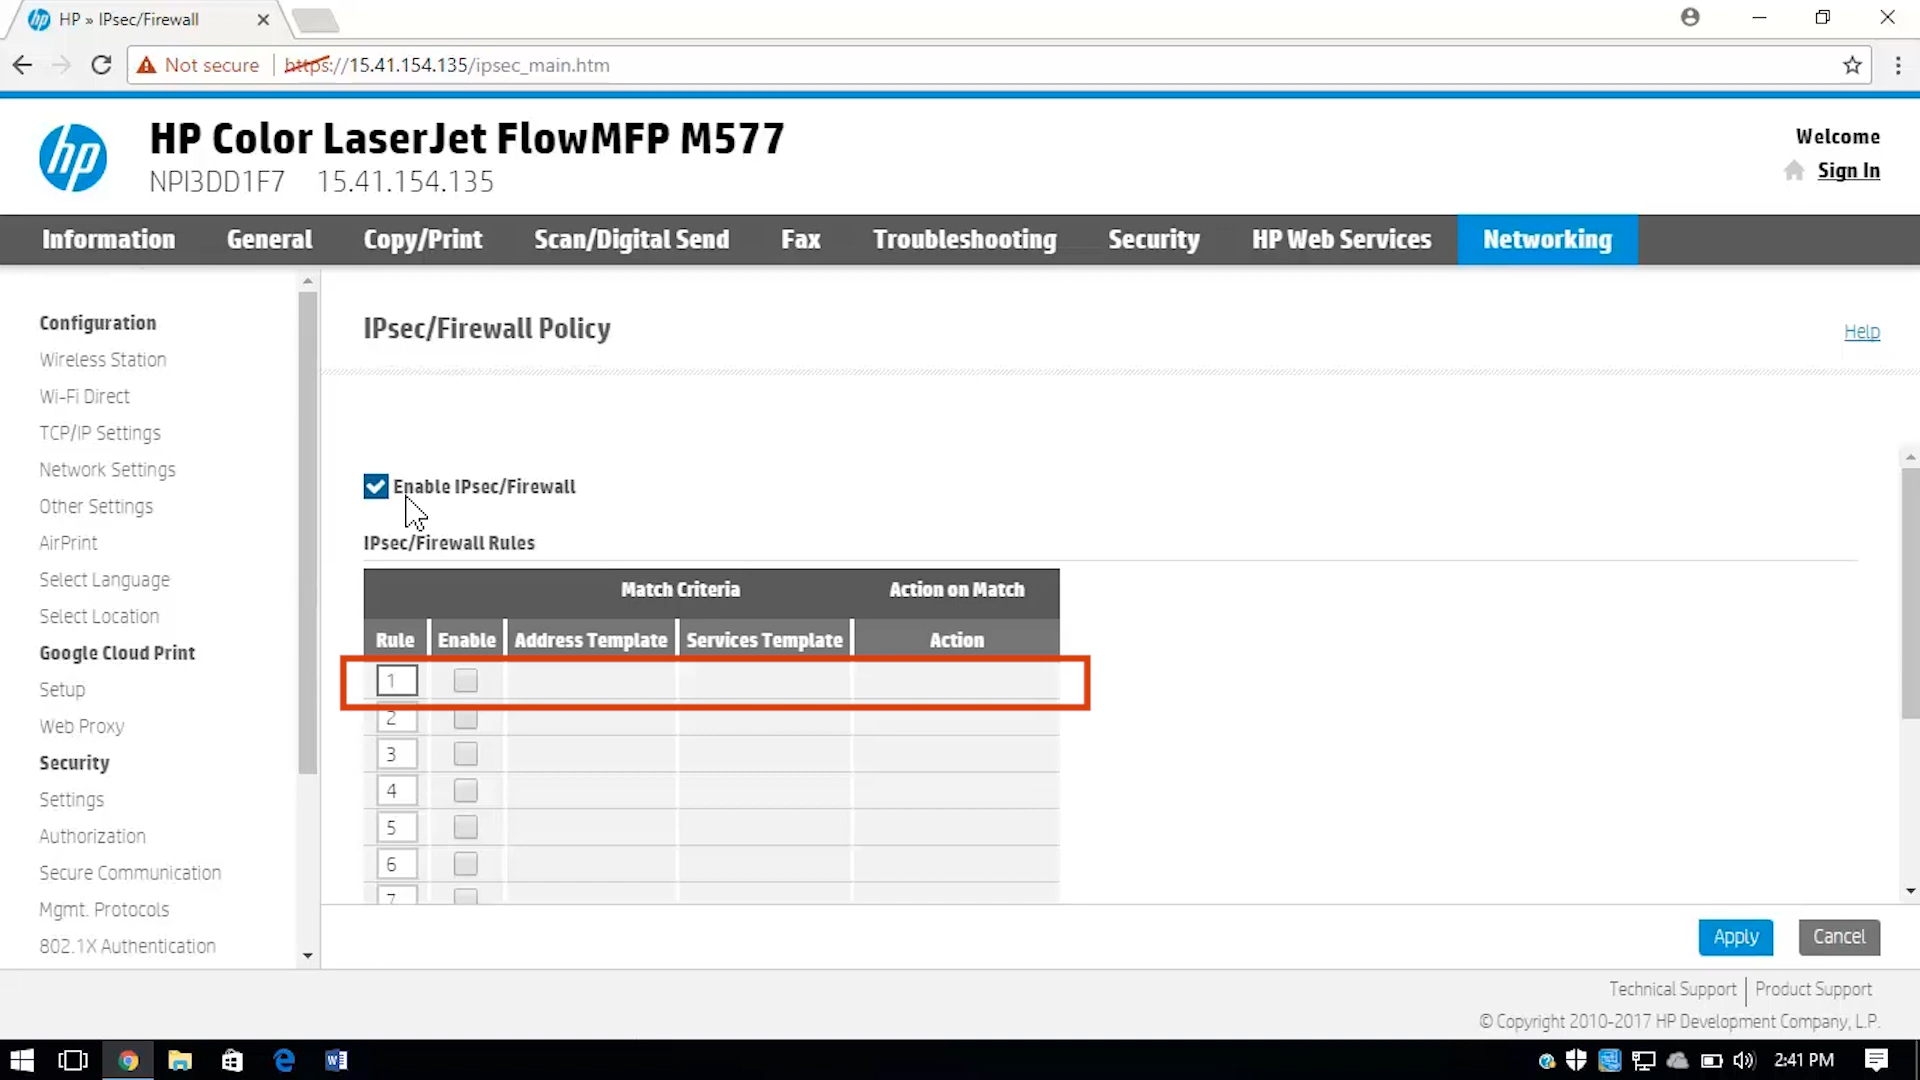 HP » IPsec/Firewall
Not secure https://15.41.154.135/ipsec_main.htm
hp
HP Color LaserJet FlowMFP M577
NPI3DD1F7 15.41.154.135
Welcome
Sign In
Information General Copy/Print Scan/Digital Send Fax Troubleshooting Security HP Web Services Networking
Configuration
Wireless Station
Wi-Fi Direct
TCP/IP Settings
Network Settings
Other Settings
AirPrint
Select Language
Select Location
Google Cloud Print
Setup
Web Proxy
Security
Settings
Authorization
Secure Communication
Mgmt. Protocols
802.1X Authentication
IPsec/Firewall Policy
Help
Enable IPsec/Firewall
IPsec/Firewall Rules
Match Criteria Action on Match
Rule Enable Address Template Services Template Action
1
2
3
4
5
6
7
Apply Cancel
Technical Support Product Support
© Copyright 2010-2017 HP Development Company, L.P.
2:41 PM